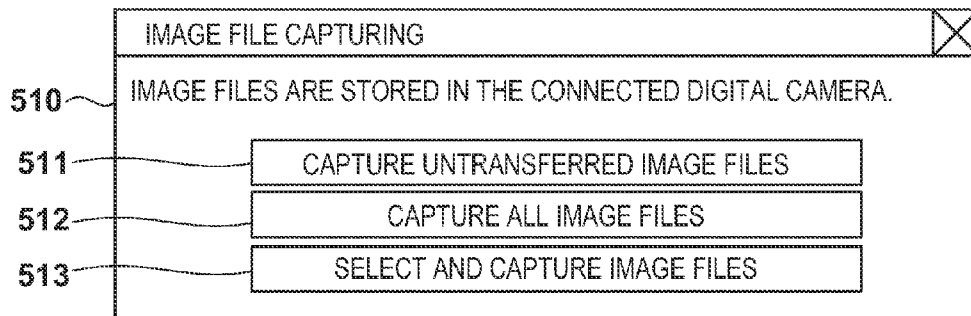 IMAGE FILE CAPTURING
510 IMAGE FILES ARE STORED IN THE CONNECTED DIGITAL CAMERA.
511 CAPTURE UNTRANSFERRED IMAGE FILES
512 CAPTURE ALL IMAGE FILES
513 SELECT AND CAPTURE IMAGE FILES